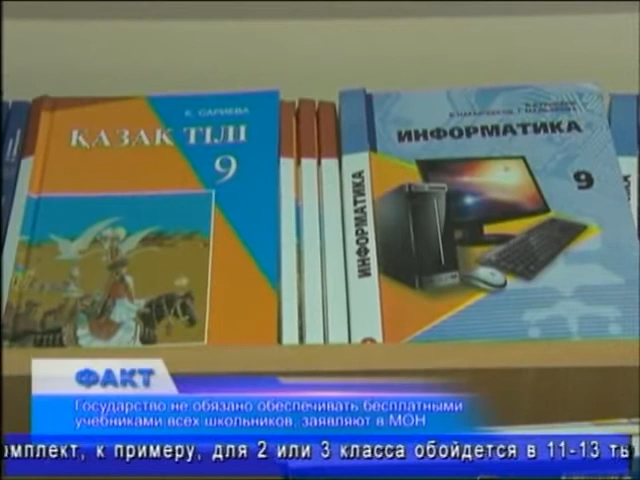 К. САРИЕВА
ҚАЗАҚ ТІЛІ
9
ИНФОРМАТИКА
9
ИНФОРМАТИКА
ФАКТ
Государство не обязано обеспечивать бесплатными
учебниками всех школьников, заявляют в МОН
омплект, к примеру, для 2 или 3 класса обойдется в 11-13 ты